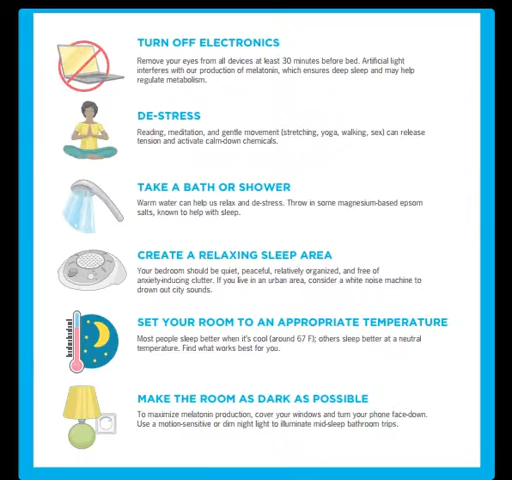 TURN OFF ELECTRONICS
Remove your eyes from all devices at least 30 minutes before bed. Artificial light
interferes with our production of melatonin, which ensures deep sleep and may help
regulate metabolism.
DE-STRESS
Reading, meditation, and gentle movement (stretching, yoga, walking, sex) can release
tension and activate calm-down chemicals.
TAKE A BATH OR SHOWER
Warm water can help us relax and de-stress. Throw in some magnesium-based epsom
salts, known to help with sleep.
CREATE A RELAXING SLEEP AREA
Your bedroom should be quiet, peaceful, relatively organized, and free of
anxiety-inducing clutter. If you live in an urban area, consider a white noise machine to
drown out city sounds.
SET YOUR ROOM TO AN APPROPRIATE TEMPERATURE
Most people sleep better when it's cool (around 67 F); others sleep better at a neutral
temperature. Find what works best for you.
MAKE THE ROOM AS DARK AS POSSIBLE
To maximize melatonin production, cover your windows and turn your phone face-down.
Use a motion-sensitive or dim night light to illuminate mid-sleep bathroom trips.